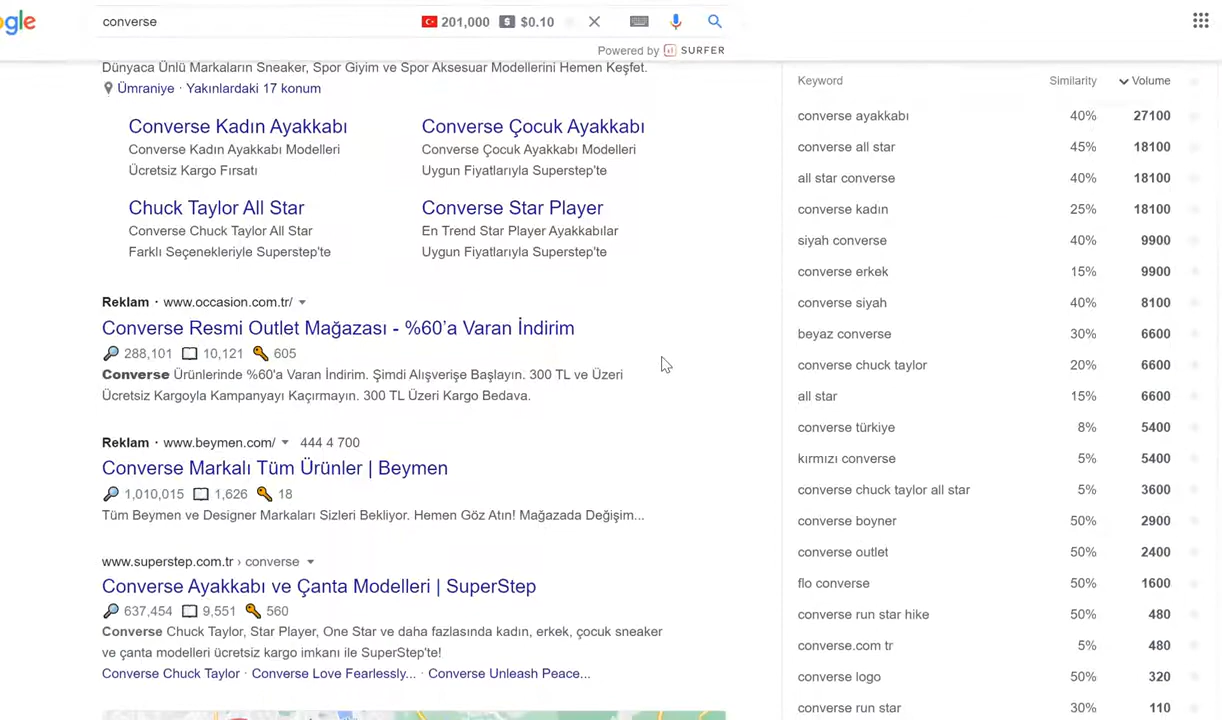 gle
converse 201,000 $ $0.10
Powered by SURFER
Dünyaca Ünlü Markaların Sneaker, Spor Giyim ve Spor Aksesuar Modellerini Hemen Keşfet.
Ümraniye · Yakınlardaki 17 konum
Converse Kadın Ayakkabı
Converse Kadın Ayakkabı Modelleri
Ücretsiz Kargo Fırsatı
Converse Çocuk Ayakkabı
Converse Çocuk Ayakkabı Modelleri
Uygun Fiyatlarıyla Superstep'te
Chuck Taylor All Star
Converse Chuck Taylor All Star
Farklı Seçenekleriyle Superstep'te
Converse Star Player
En Trend Star Player Ayakkabılar
Uygun Fiyatlarıyla Superstep'te
Reklam · www.occasion.com.tr/
Converse Resmi Outlet Mağazası - %60’a Varan İndirim
288,101 10,121 605
Converse Ürünlerinde %60'a Varan İndirim. Şimdi Alışverişe Başlayın. 300 TL ve Üzeri
Ücretsiz Kargoyla Kampanyayı Kaçırmayın. 300 TL Üzeri Kargo Bedava.
Reklam · www.beymen.com/ 444 4 700
Converse Markalı Tüm Ürünler | Beymen
1,010,015 1,626 18
Tüm Beymen ve Designer Markaları Sizleri Bekliyor. Hemen Göz Atın! Mağazada Değişim...
www.superstep.com.tr › converse
Converse Ayakkabı ve Çanta Modelleri | SuperStep
637,454 9,551 560
Converse Chuck Taylor, Star Player, One Star ve daha fazlasında kadın, erkek, çocuk sneaker
ve çanta modelleri ücretsiz kargo imkanı ile SuperStep'te!
Converse Chuck Taylor · Converse Love Fearlessly... · Converse Unleash Peace...
Keyword Similarity Volume
converse ayakkabı 40% 27100
converse all star 45% 18100
all star converse 40% 18100
converse kadın 25% 18100
siyah converse 40% 9900
converse erkek 15% 9900
converse siyah 40% 8100
beyaz converse 30% 6600
converse chuck taylor 20% 6600
all star 15% 6600
converse türkiye 8% 5400
kırmızı converse 5% 5400
converse chuck taylor all star 5% 3600
converse boyner 50% 2900
converse outlet 50% 2400
flo converse 50% 1600
converse run star hike 50% 480
converse.com tr 5% 480
converse logo 50% 320
converse run star 30% 110